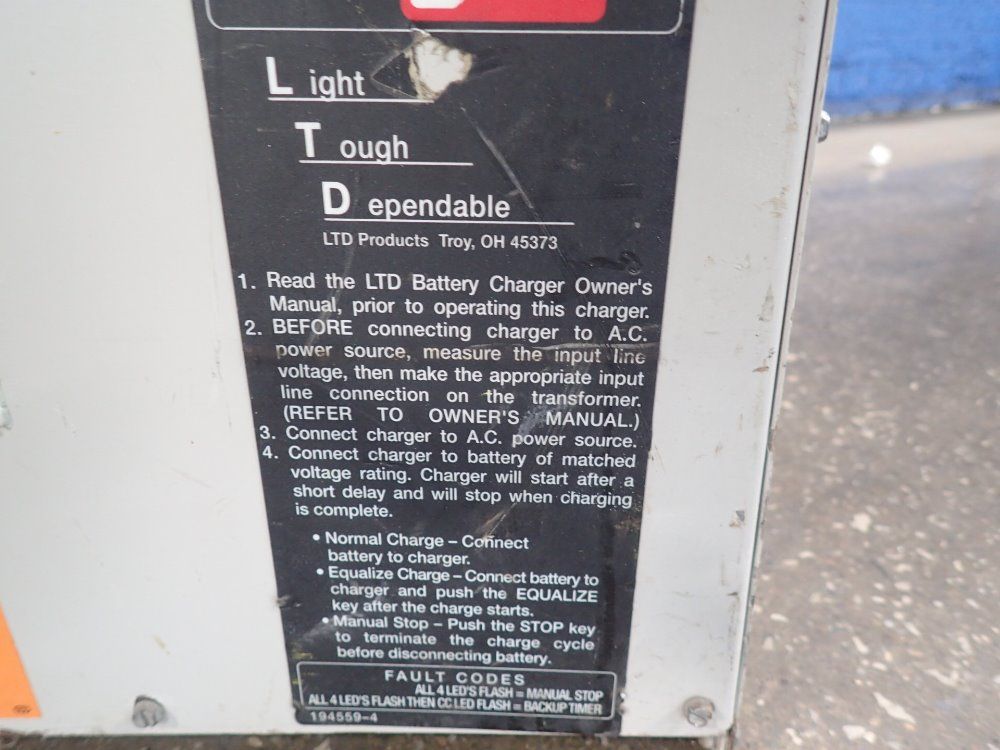 Light
Tough
Dependable
LTD Products Troy, OH 45373
1. Read the LTD Battery Charger Owner's
Manual, prior to operating this charger.
2. BEFORE connecting charger to A.C.
power source, measure the input line
voltage, then make the appropriate input
line connection on the transformer.
(REFER TO OWNER'S MANUAL.)
3. Connect charger to A.C. power source.
4. Connect charger to battery of matched
voltage rating. Charger will start after a
short delay and will stop when charging
is complete.
• Normal Charge – Connect
battery to charger.
• Equalize Charge – Connect battery to
charger and push the EQUALIZE
key after the charge starts.
• Manual Stop – Push the STOP key
to terminate the charge cycle
before disconnecting battery.
FAULT CODES
ALL 4 LED'S FLASH = MANUAL STOP
ALL 4 LED'S FLASH THEN CC LED FLASH = BACKUP TIMER
194559-4